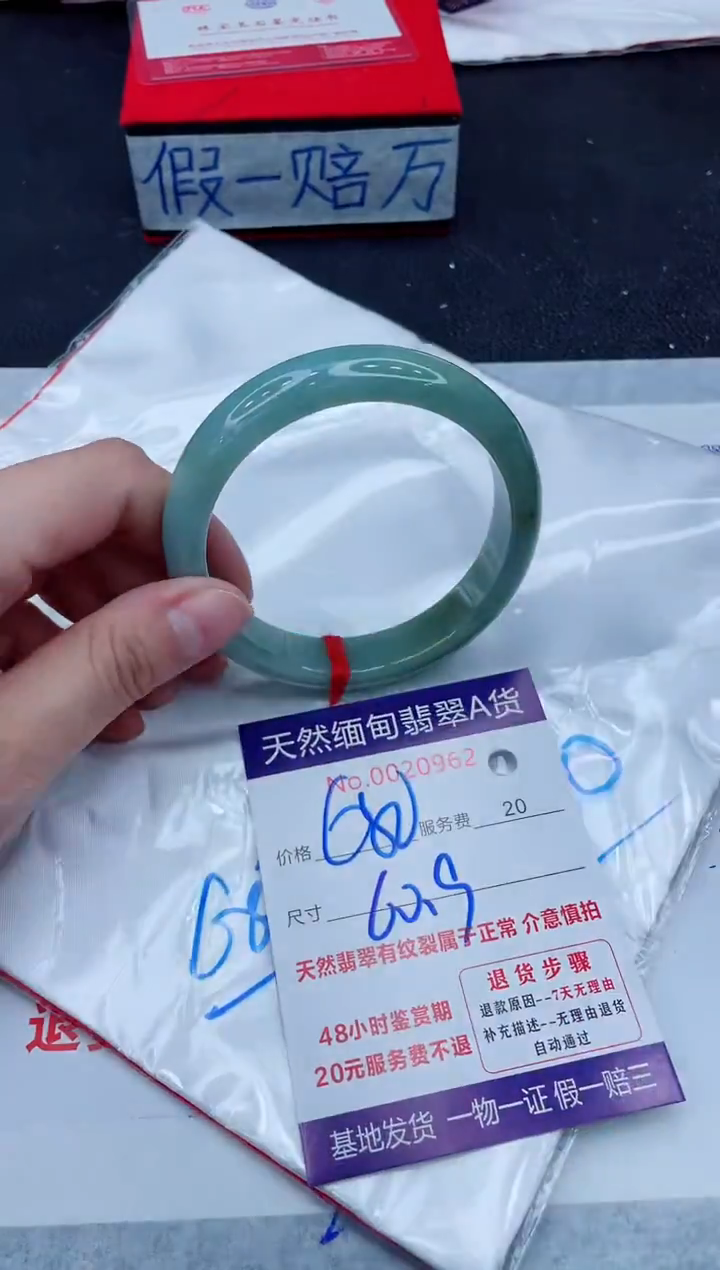 假一赔万
天然缅甸翡翠A货
No.0020962
价格 680 服务费 20
尺寸 60.9
天然翡翠有纹裂属于正常 介意慎拍
48小时鉴赏期
20元服务费不退
退货步骤
退款原因--7天无理由
补充描述--无理由退货
自动通过
基地发货 一物一证 假一赔三